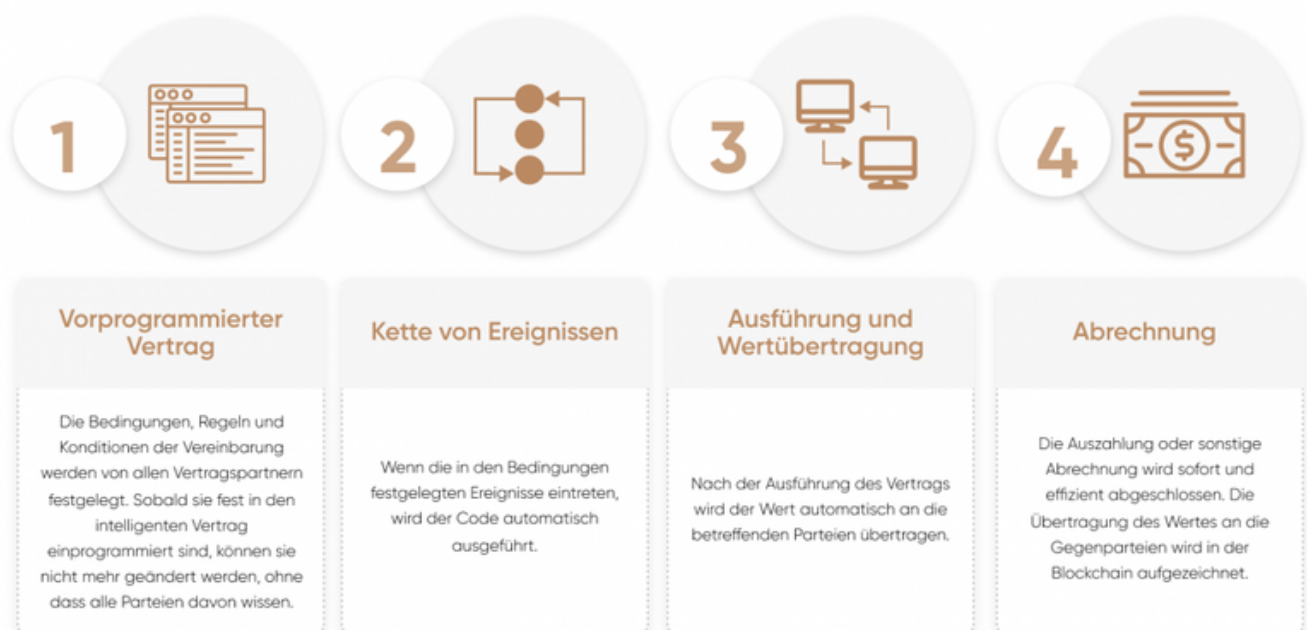 1
Vorprogrammierter
Vertrag
Die Bedingungen, Regeln und
Konditionen der Vereinbarung
werden von allen Vertragspartnern
festgelegt. Sobald sie fest in den
intelligenten Vertrag
einprogrammiert sind, können sie
nicht mehr geändert werden, ohne
dass alle Parteien davon wissen.
2
Kette von Ereignissen
Wenn die in den Bedingungen
festgelegten Ereignisse eintreten,
wird der Code automatisch
ausgeführt.
3
Ausführung und
Wertübertragung
Nach der Ausführung des Vertrags
wird der Wert automatisch an die
betreffenden Parteien übertragen.
4
$
Abrechnung
Die Auszahlung oder sonstige
Abrechnung wird sofort und
effizient abgeschlossen. Die
Übertragung des Wertes an die
Gegenparteien wird in der
Blockchain aufgezeichnet.